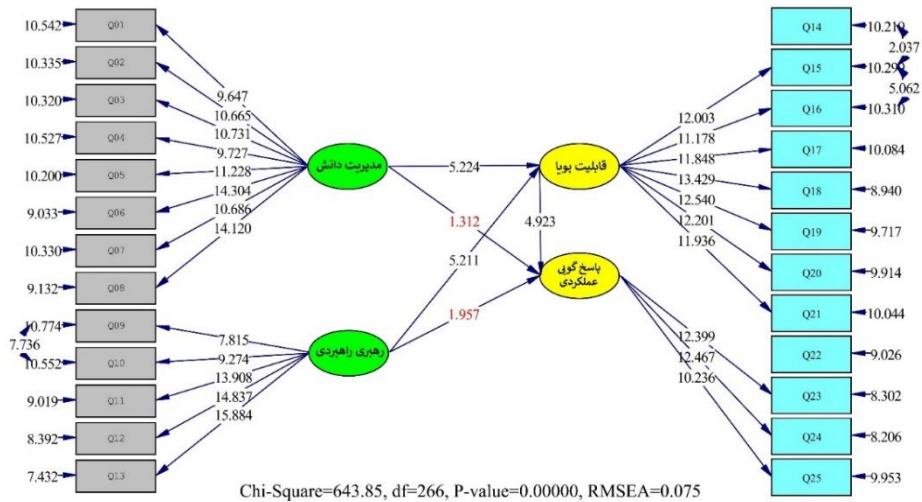 10.542 Q01
10.335 Q02
10.320 Q03
10.527 Q04
10.200 Q05
9.033 Q06
10.330 Q07
9.132 Q08
10.774 Q09
7.736
10.552 Q10
9.019 Q11
8.392 Q12
7.432 Q13
9.647
10.665
10.731
9.727
11.228
14.304
10.686
14.120
7.815
9.274
13.908
14.837
15.884
مدیریت دانش
رهبری راهبردی
5.224
1.312
5.211
1.957
4.923
قابلیت پویا
پاسخ گویی
عملکردی
12.003
11.178
11.848
13.429
12.540
12.201
11.936
12.399
12.467
10.236
Q14 10.219
2.037
Q15 10.299
5.062
Q16 10.310
Q17 10.084
Q18 8.940
Q19 9.717
Q20 9.914
Q21 10.044
Q22 9.026
Q23 8.302
Q24 8.206
Q25 9.953
Chi-Square=643.85, df=266, P-value=0.00000, RMSEA=0.075